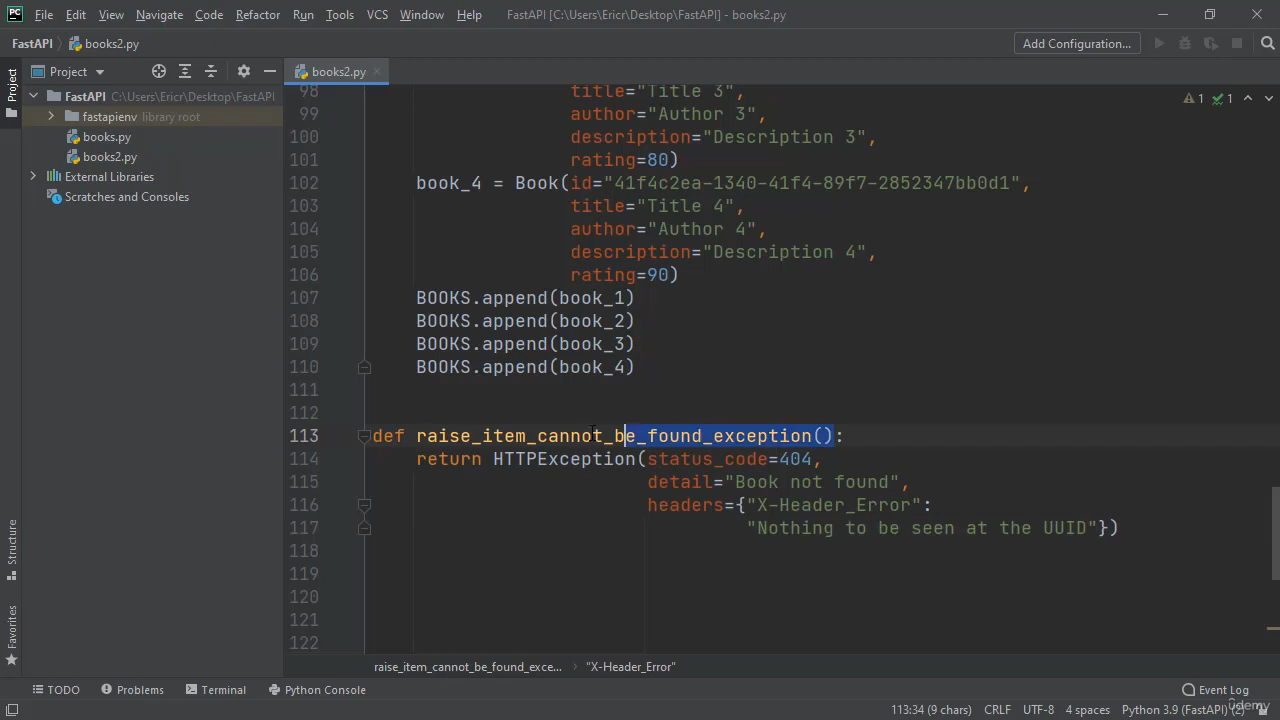 PC File Edit View Navigate Code Refactor Run Tools VCS Window Help FastAPI [C:\Users\Ericr\Desktop\FastAPI] - books2.py
FastAPI books2.py Add Configuration...
Project
Project
books2.py
FastAPI C:\Users\Ericr\Desktop\FastAPI
fastapienv library root
books.py
books2.py
External Libraries
Scratches and Consoles
1 1
98 title="Title 3",
99 author="Author 3",
100 description="Description 3",
101 rating=80)
102 book_4 = Book(id="41f4c2ea-1340-41f4-89f7-2852347bb0d1",
103 title="Title 4",
104 author="Author 4",
105 description="Description 4",
106 rating=90)
107 BOOKS.append(book_1)
108 BOOKS.append(book_2)
109 BOOKS.append(book_3)
110 BOOKS.append(book_4)
111
112
113 def raise_item_cannot_be_found_exception():
114 return HTTPException(status_code=404,
115 detail="Book not found",
116 headers={"X-Header_Error":
117 "Nothing to be seen at the UUID"})
118
119
120
121
122
Structure
Favorites
raise_item_cannot_be_found_exce... "X-Header_Error"
TODO Problems Terminal Python Console Event Log
113:34 (9 chars) CRLF UTF-8 4 spaces Python 3.9 (FastAPI) (2)
ûdemy